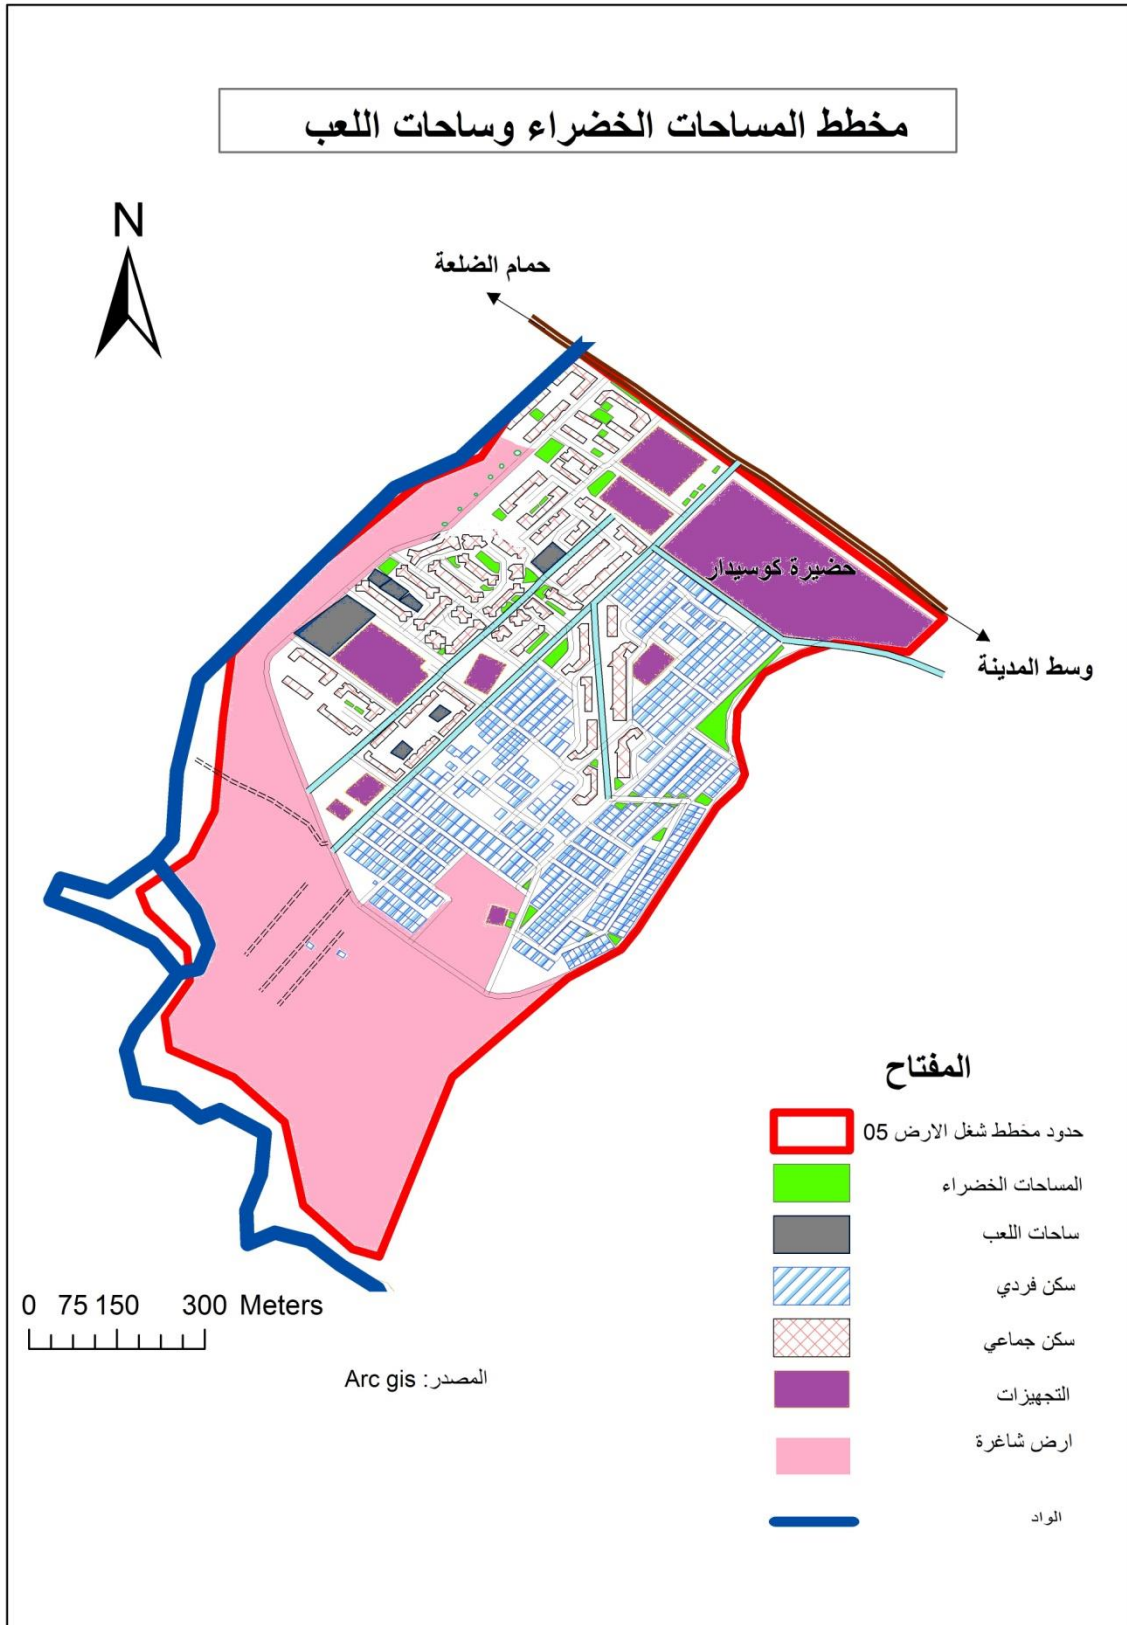 مخطط المساحات الخضراء وساحات اللعب
N
حمام الضلعة
حضيرة كوسيدار
وسط المدينة
المفتاح
حدود مخطط شغل الارض 05
المساحات الخضراء
ساحات اللعب
سكن فردي
سكن جماعي
التجهيزات
ارض شاغرة
الواد
0 75 150 300 Meters
المصدر: Arc gis